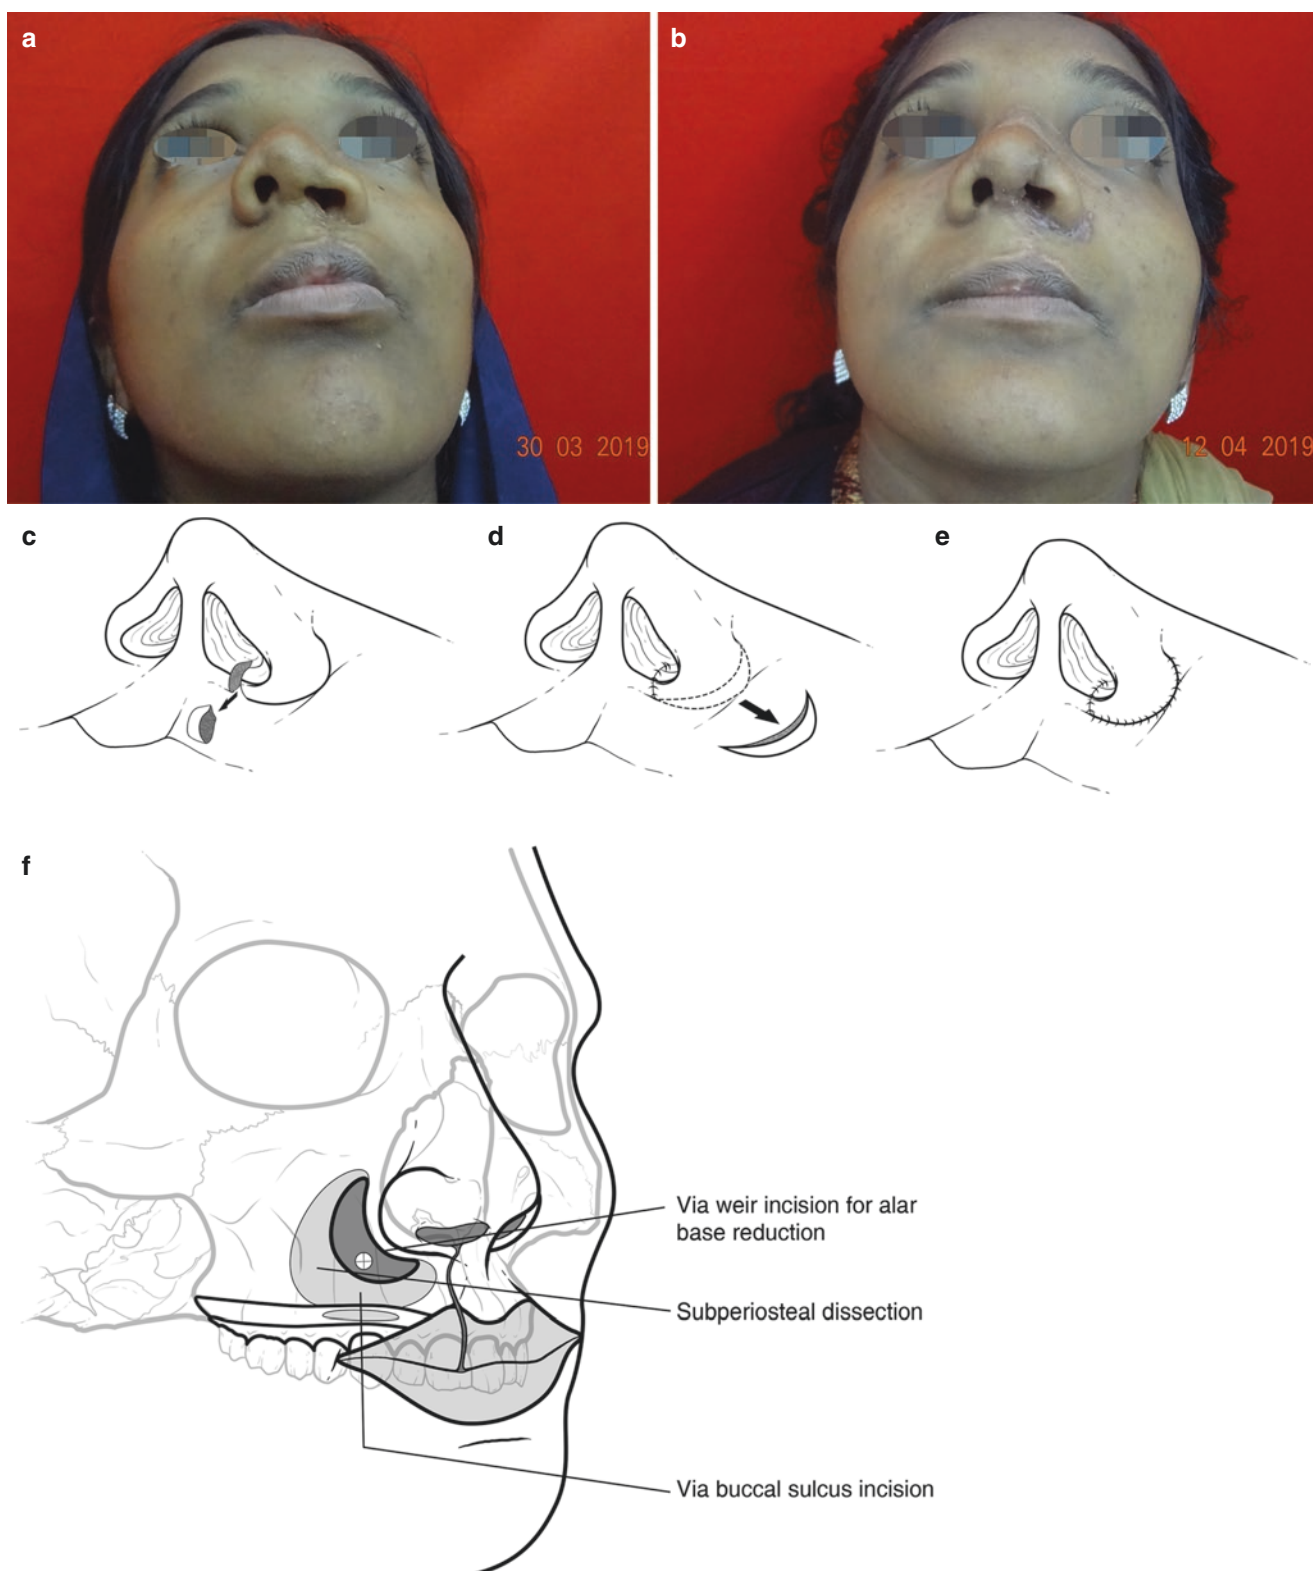 a
b
30 03 2019
12 04 2019
c
d
e
f
Via weir incision for alar
base reduction
Subperiosteal dissection
Via buccal sulcus incision